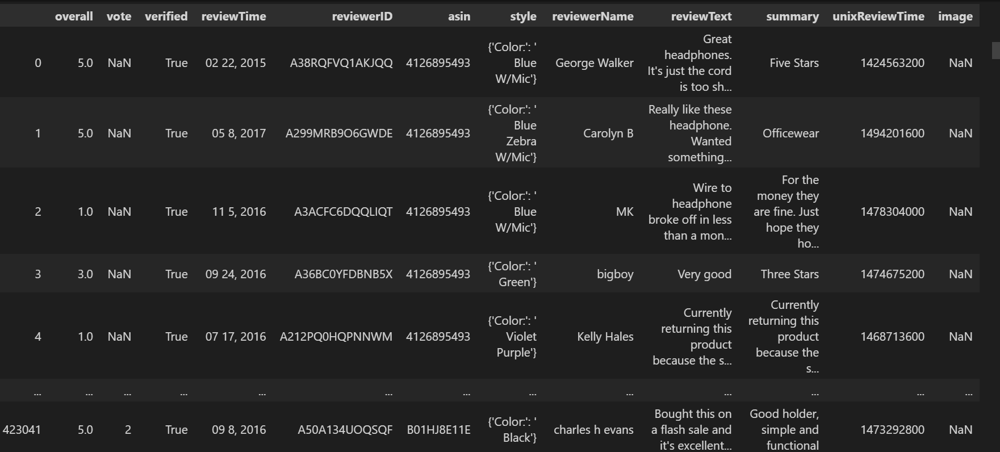 overall vote verified reviewTime reviewerID asin style reviewerName reviewText summary unixReviewTime image
0 5.0 NaN True 02 22, 2015 A38RQFVQ1AKJQQ 4126895493 {'Color:': ' Blue W/Mic'} George Walker Great headphones. It's just the cord is too sh... Five Stars 1424563200 NaN
1 5.0 NaN True 05 8, 2017 A299MRB9O6GWDE 4126895493 {'Color:': ' Blue Zebra W/Mic'} Carolyn B Really like these headphone. Wanted something... Officewear 1494201600 NaN
2 1.0 NaN True 11 5, 2016 A3ACFC6DQQLIQT 4126895493 {'Color:': ' Blue W/Mic'} MK Wire to headphone broke off in less than a mon... For the money they are fine. Just hope they ho... 1478304000 NaN
3 3.0 NaN True 09 24, 2016 A36BC0YFDBNB5X 4126895493 {'Color:': ' Green'} bigboy Very good Three Stars 1474675200 NaN
4 1.0 NaN True 07 17, 2016 A212PQ0HQPNNWM 4126895493 {'Color:': ' Violet Purple'} Kelly Hales Currently returning this product because the s... Currently returning this product because the s... 1468713600 NaN
... ... ... ... ... ... ... ... ... ... ... ... ...
423041 5.0 2 True 09 8, 2016 A50A134UOQSQF B01HJ8E11E {'Color:': ' Black'} charles h evans Bought this on a flash sale and it's excellent... Good holder, simple and functional 1473292800 NaN